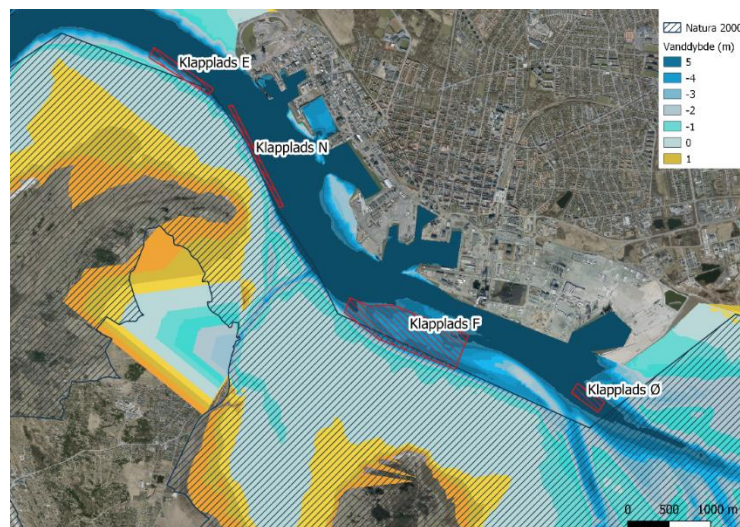 Natura 2000
Vanddybde (m)
5
-4
-3
-2
-1
0
1
Klapplads E
Klapplads N
Klapplads F
Klapplads Ø
0 500 1000 m